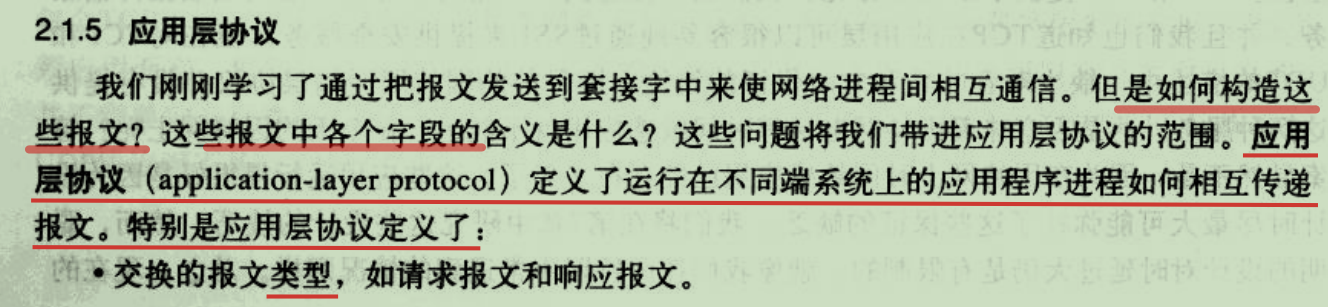 2.1.5 应用层协议
我们刚刚学习了通过把报文发送到套接字中来使网络进程间相互通信。但是如何构造这
些报文？这些报文中各个字段的含义是什么？这些问题将我们带进应用层协议的范围。应用
层协议（application-layer protocol）定义了运行在不同端系统上的应用程序进程如何相互传递
报文。特别是应用层协议定义了：
• 交换的报文类型，如请求报文和响应报文。